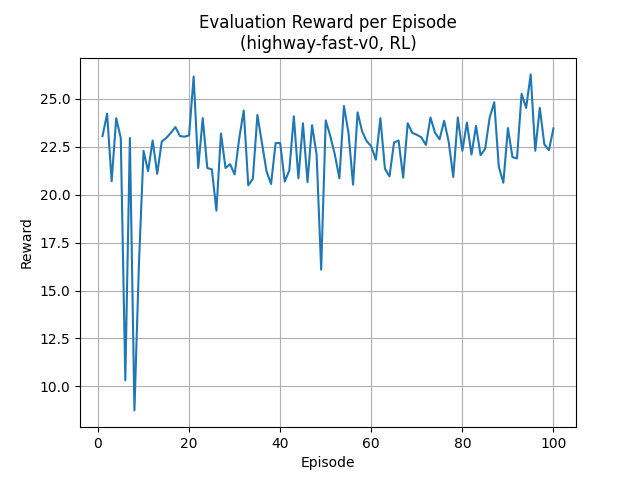 Evaluation Reward per Episode
(highway-fast-v0, RL)
Reward
25.0
22.5
20.0
17.5
15.0
12.5
10.0
0 20 40 60 80 100
Episode